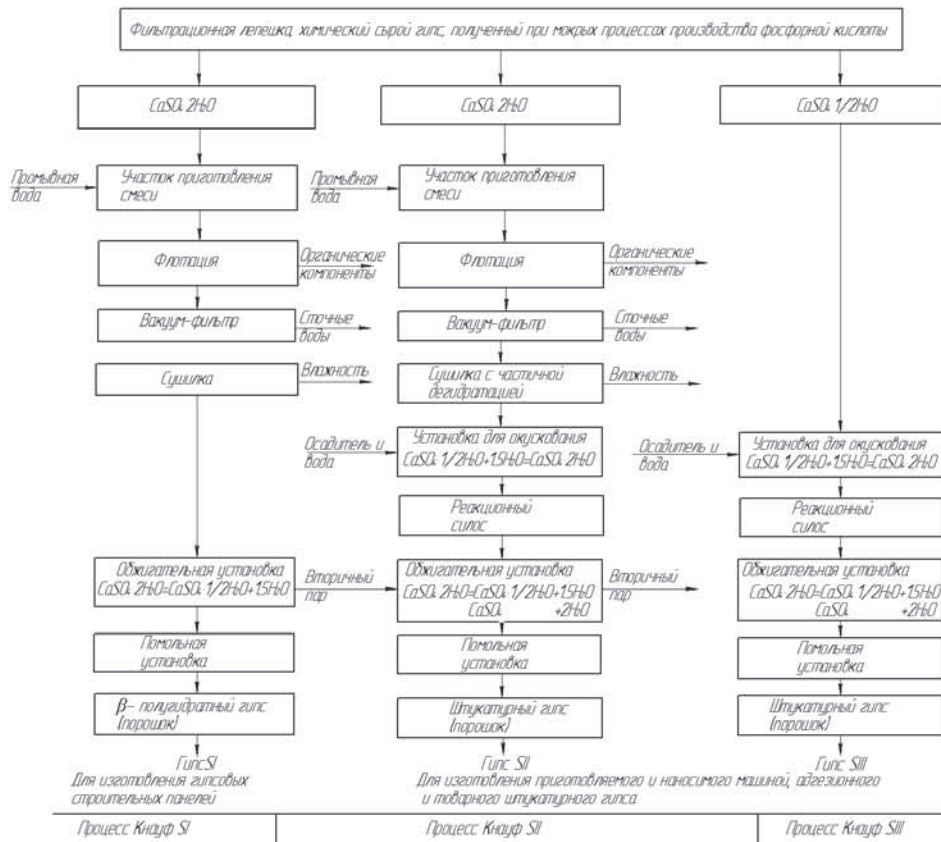 Фильтрационная лепешка, химический сырой гипс, полученный при мокрых процессах производства фосфорной кислоты
CaSO₄ 2H₂O
CaSO₄ 2H₂O
CaSO₄ 1/2H₂O
Промывная
вода
Участок приготовления
смеси
Промывная
вода
Участок приготовления
смеси
Флотация
Органические
компоненты
Флотация
Органические
компоненты
Вакуум-фильтр
Сточные
воды
Вакуум-фильтр
Сточные
воды
Сушилка
Влажность
Сушилка с частичной
дегидратацией
Влажность
Осадитель и
вода
Установка для окускования
CaSO₄ 1/2H₂O+1.5H₂O=CaSO₄ 2H₂O
Осадитель и
вода
Установка для окускования
CaSO₄ 1/2H₂O+1.5H₂O=CaSO₄ 2H₂O
Реакционный
силос
Реакционный
силос
Обжигательная установка
CaSO₄ 2H₂O=CaSO₄ 1/2H₂O+1.5H₂O
Вторичный
пар
Обжигательная установка
CaSO₄ 2H₂O=CaSO₄ 1/2H₂O+1.5H₂O
CaSO₄ +2H₂O
Вторичный
пар
Обжигательная установка
CaSO₄ 2H₂O=CaSO₄ 1/2H₂O+1.5H₂O
CaSO₄ +2H₂O
Помольная
установка
Помольная
установка
Помольная
установка
β- полугидратный гипс
(порошок)
Штукатурный гипс
(порошок)
Штукатурный гипс
(порошок)
Гипс SI
Для изготовления гипсовых
строительных панелей
Гипс SII
Гипс SIII
Для изготовления приготовляемого и наносимого машиной, адгезионного
и товарного штукатурного гипса
Процесс Кнауф SI
Процесс Кнауф SII
Процесс Кнауф SIII